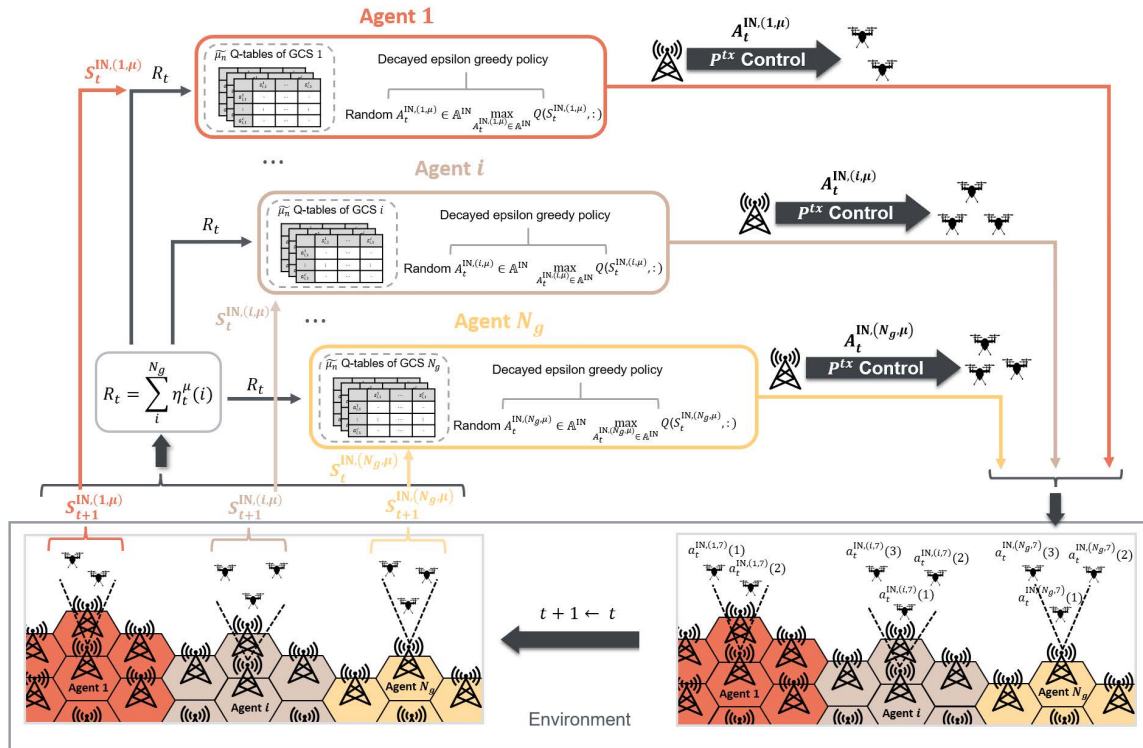 Agent 1
S_t^{IN,(1,μ)}
R_t
\widetilde{μ_n} Q-tables of GCS 1
Decayed epsilon greedy policy
Random A_t^{IN,(1,μ)} ∈ 𝔸^{IN} max_{A_t^{IN,(1,μ)} ∈ 𝔸^{IN}} Q(S_t^{IN,(1,μ)}, :)
A_t^{IN,(1,μ)}
P^{tx} Control
...
Agent i
R_t
\widetilde{μ_n} Q-tables of GCS i
Decayed epsilon greedy policy
Random A_t^{IN,(i,μ)} ∈ 𝔸^{IN} max_{A_t^{IN,(i,μ)} ∈ 𝔸^{IN}} Q(S_t^{IN,(i,μ)}, :)
A_t^{IN,(i,μ)}
P^{tx} Control
S_t^{IN,(i,μ)}
...
Agent N_g
R_t = \sum_i^{N_g} η_t^μ(i)
R_t
\widetilde{μ_n} Q-tables of GCS N_g
Decayed epsilon greedy policy
Random A_t^{IN,(N_g,μ)} ∈ 𝔸^{IN} max_{A_t^{IN,(N_g,μ)} ∈ 𝔸^{IN}} Q(S_t^{IN,(N_g,μ)}, :)
A_t^{IN,(N_g,μ)}
P^{tx} Control
S_t^{IN,(N_g,μ)}
S_{t+1}^{IN,(1,μ)}
S_{t+1}^{IN,(i,μ)}
S_{t+1}^{IN,(N_g,μ)}
Agent 1
Agent i
Agent N_g
t + 1 ← t
Environment
a_t^{IN,(1,7)}(1)
a_t^{IN,(1,7)}(2)
a_t^{IN,(i,7)}(3)
a_t^{IN,(i,7)}(2)
a_t^{IN,(i,7)}(1)
a_t^{IN,(N_g,7)}(3)
a_t^{IN,(N_g,7)}(2)
a_t^{IN,(N_g,7)}(1)
Agent 1
Agent i
Agent N_g